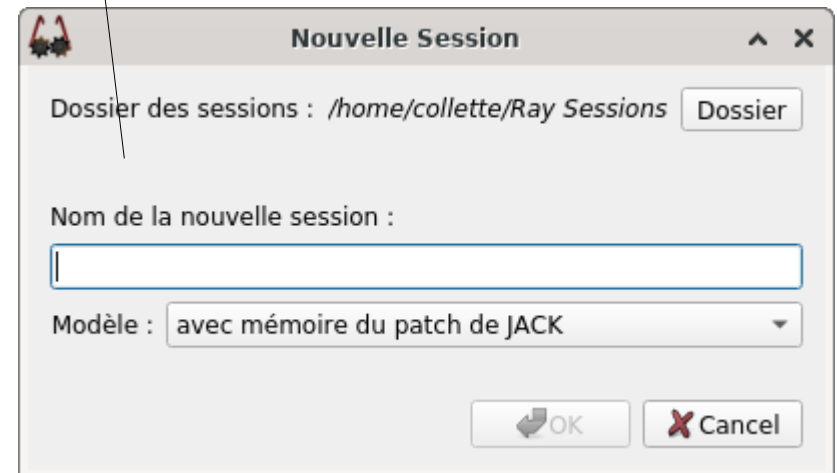 Nouvelle Session
Dossier des sessions : /home/collette/Ray Sessions Dossier
Nom de la nouvelle session :
Modèle : avec mémoire du patch de JACK
OK Cancel